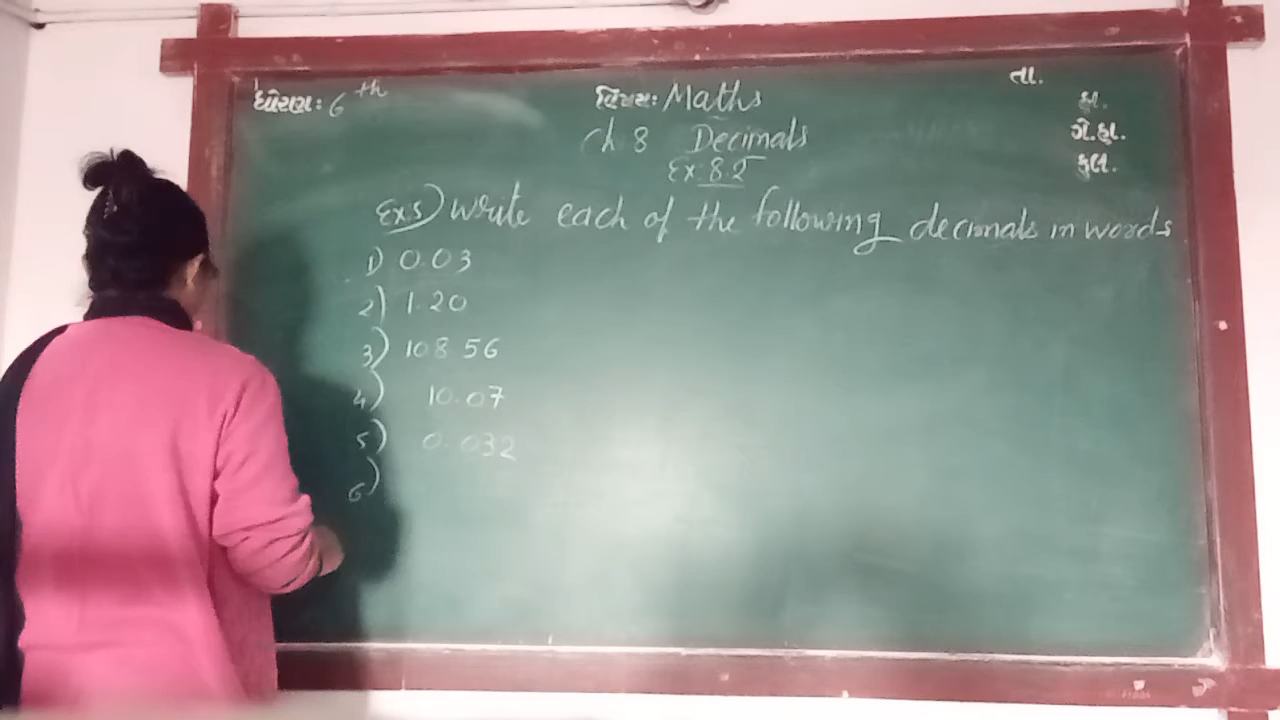 ધોરણ: 6th
વિષય: Maths
તા.
Ch 8 Decimals
હા.
Ex. 8.2
ગે.હા.
કુલ.
Ex. 5) Write each of the following decimals in words
1) 0.03
2) 1.20
3) 108.56
4) 10.07
5) 0.032
6)